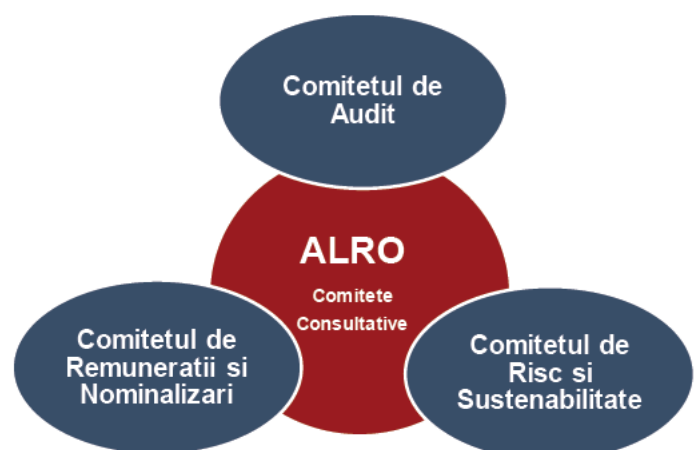 Comitetul de
Audit
ALRO
Comitete
Consultative
Comitetul de
Remuneratii si
Nominalizari
Comitetul de
Risc si
Sustenabilitate